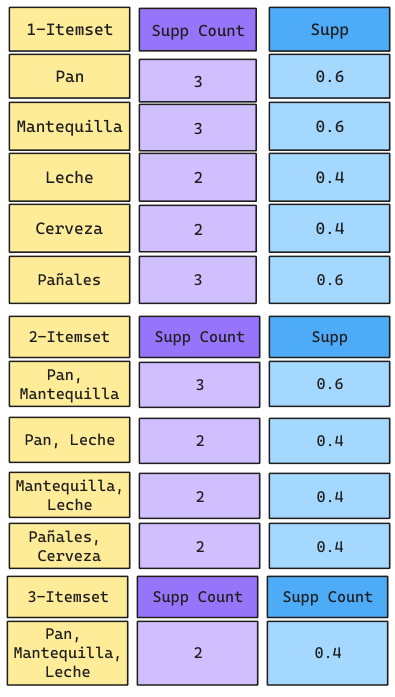 1-Itemset Supp Count Supp
Pan 3 0.6
Mantequilla 3 0.6
Leche 2 0.4
Cerveza 2 0.4
Pañales 3 0.6
2-Itemset Supp Count Supp
Pan,
Mantequilla 3 0.6
Pan, Leche 2 0.4
Mantequilla,
Leche 2 0.4
Pañales,
Cerveza 2 0.4
3-Itemset Supp Count Supp Count
Pan,
Mantequilla, 2 0.4
Leche